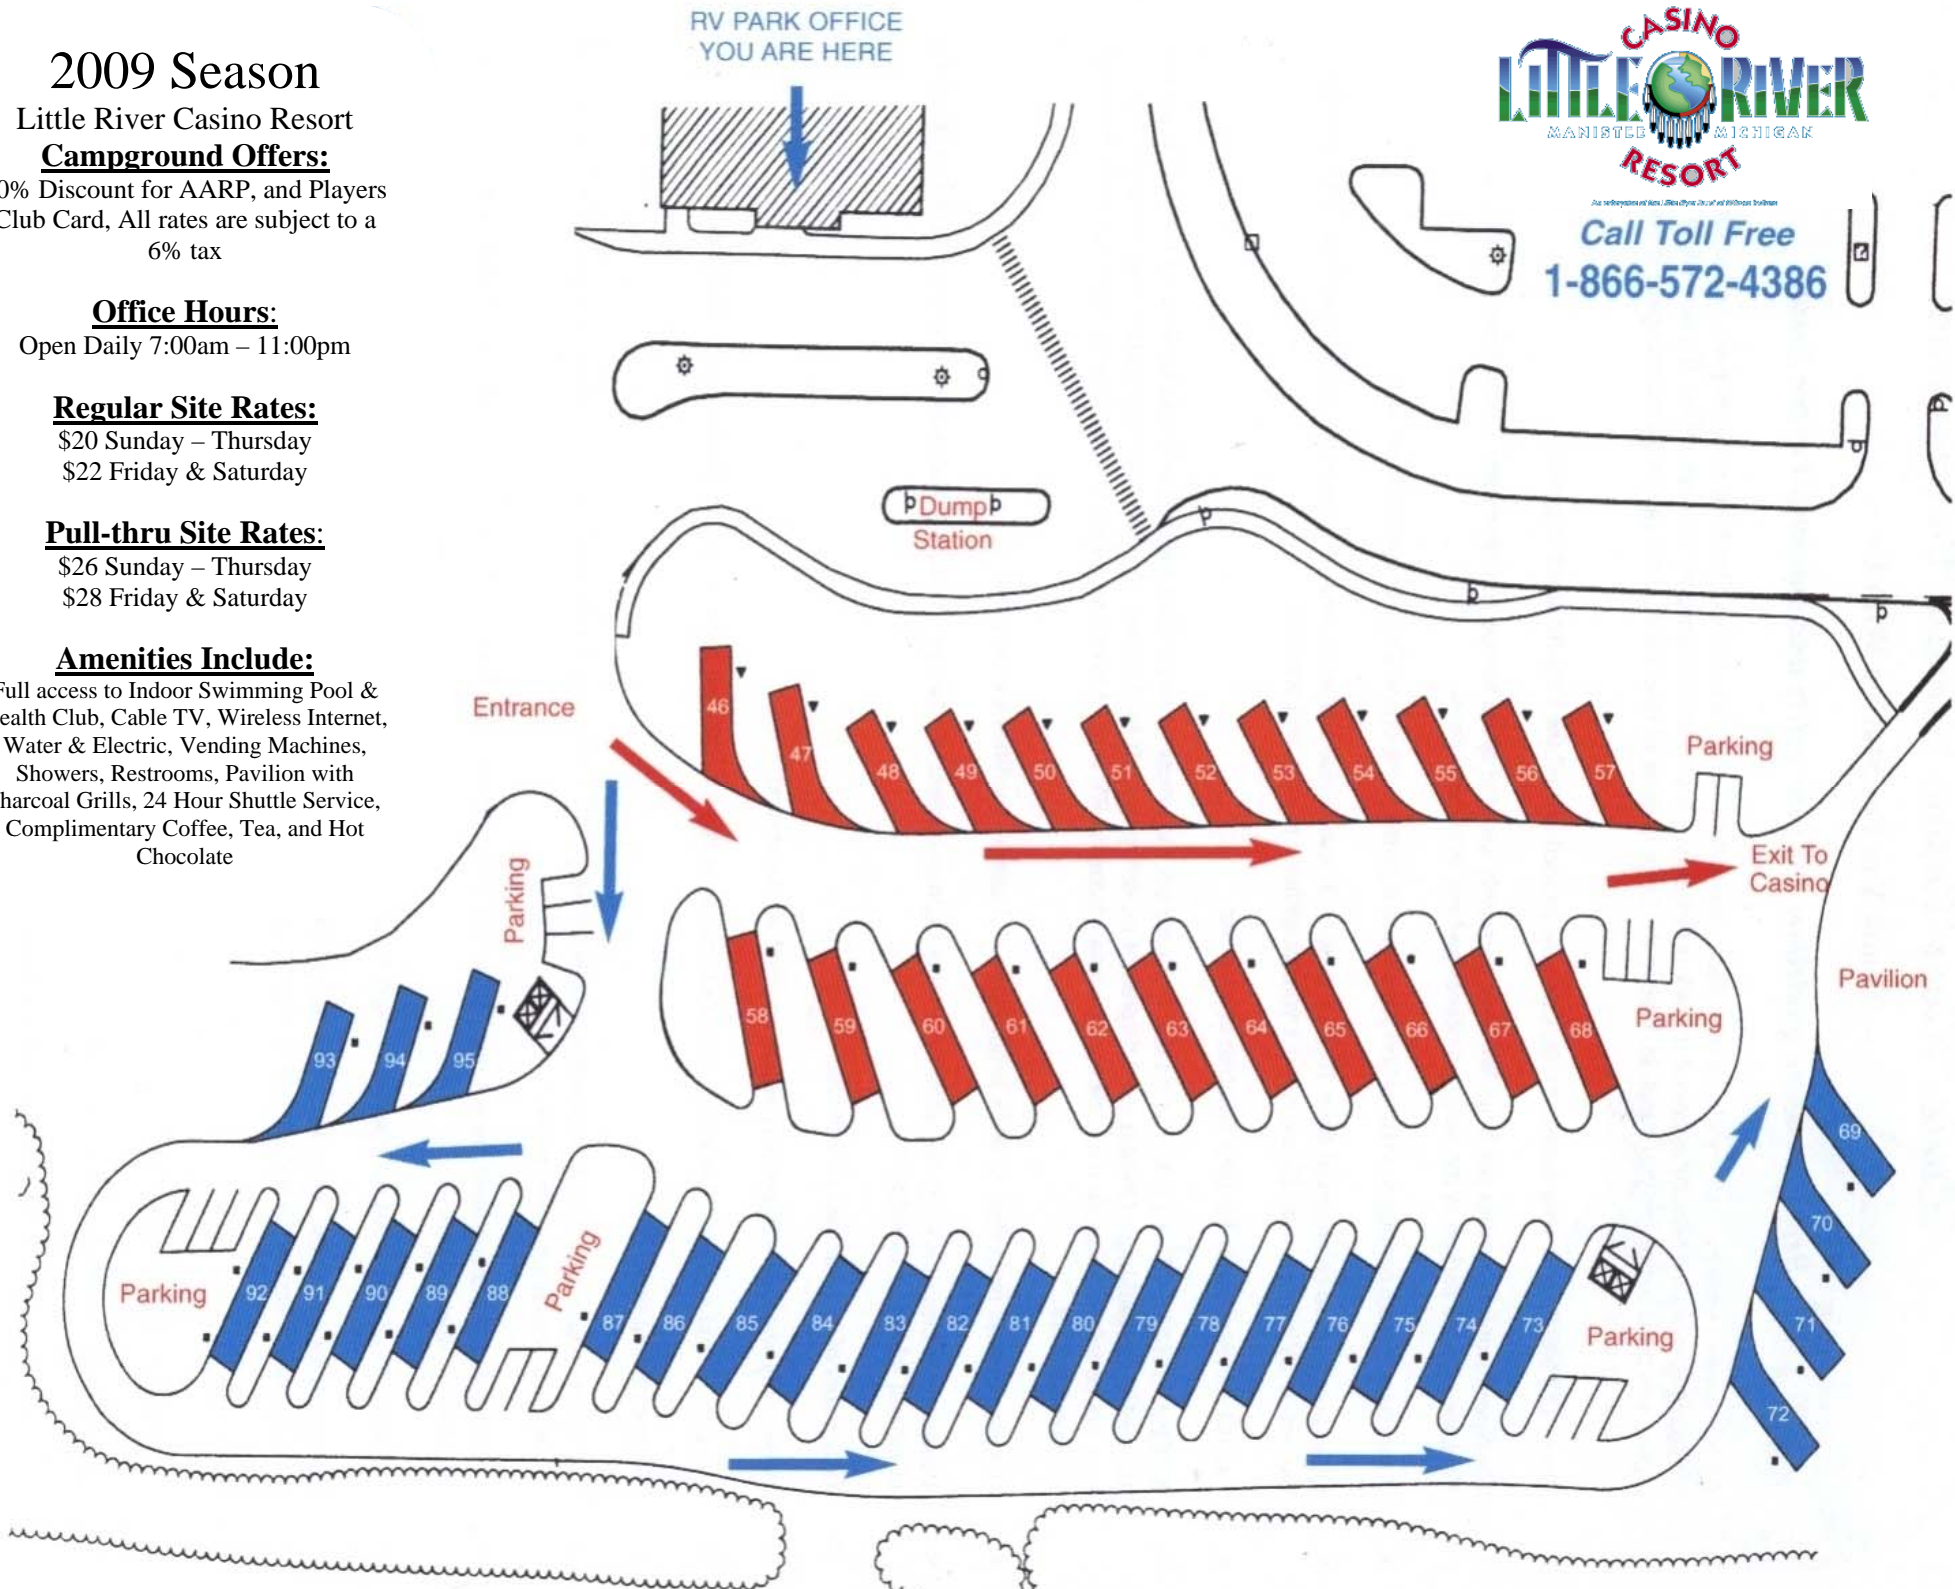 2009 Season
Little River Casino Resort
Campground Offers:
0% Discount for AARP, and Players
Club Card, All rates are subject to a
6% tax
Office Hours:
Open Daily 7:00am – 11:00pm
Regular Site Rates:
$20 Sunday – Thursday
$22 Friday & Saturday
Pull-thru Site Rates:
$26 Sunday – Thursday
$28 Friday & Saturday
Amenities Include:
Full access to Indoor Swimming Pool &
ealth Club, Cable TV, Wireless Internet,
Water & Electric, Vending Machines,
Showers, Restrooms, Pavilion with
harcoal Grills, 24 Hour Shuttle Service,
Complimentary Coffee, Tea, and Hot
Chocolate
RV PARK OFFICE
YOU ARE HERE
CASINO
LITTLE RIVER
MANISTEE MICHIGAN
RESORT
Call Toll Free
1-866-572-4386
Dump
Station
Entrance
46
47
48
49
50
51
52
53
54
55
56
57
Parking
Exit To
Casino
Parking
58
59
60
61
62
63
64
65
66
67
68
Parking
Pavilion
93
94
95
69
70
71
72
Parking
92
91
90
89
88
Parking
87
86
85
84
83
82
81
80
79
78
77
76
75
74
73
Parking